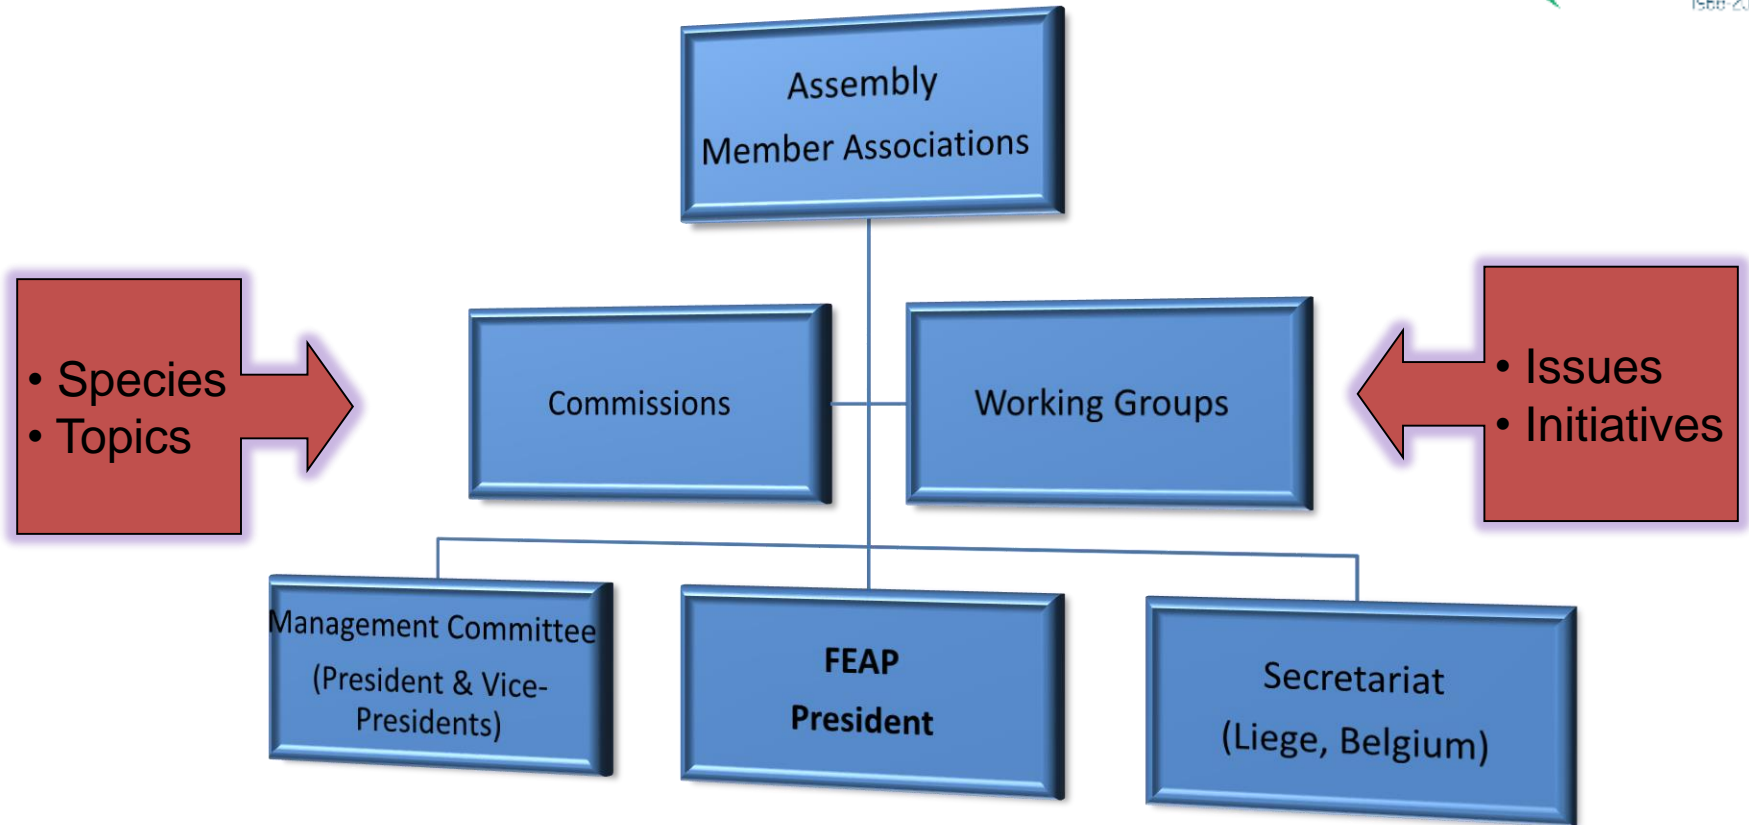 Assembly
Member Associations
• Species
• Topics
Commissions
Working Groups
• Issues
• Initiatives
Management Committee
(President & Vice-
Presidents)
FEAP
President
Secretariat
(Liege, Belgium)